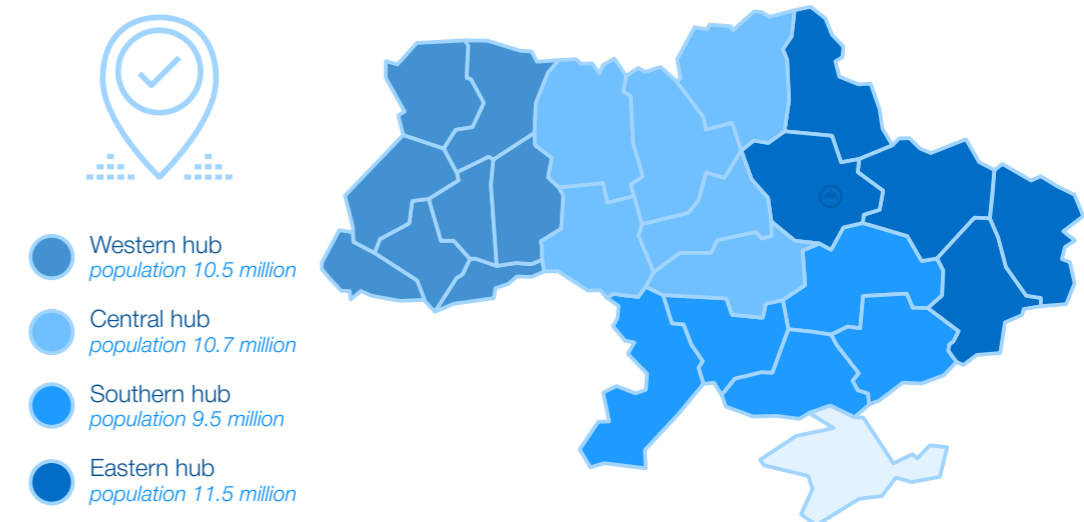 Western hub
population 10.5 million
Central hub
population 10.7 million
Southern hub
population 9.5 million
Eastern hub
population 11.5 million